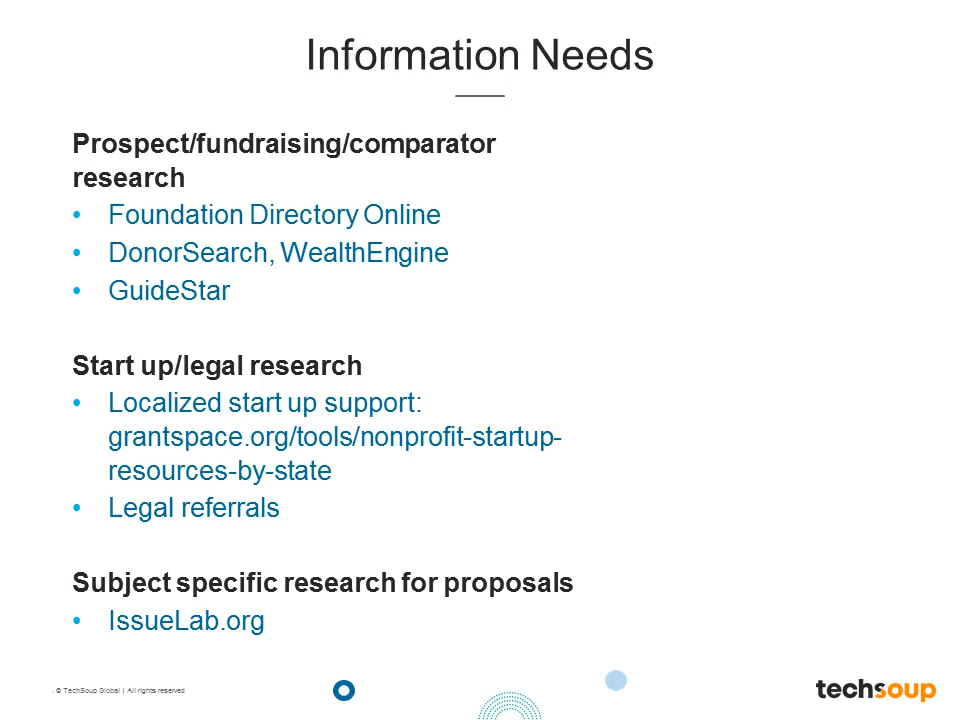 Information Needs
Prospect/fundraising/comparator
research
• Foundation Directory Online
• DonorSearch, WealthEngine
• GuideStar
Start up/legal research
• Localized start up support:
grantspace.org/tools/nonprofit-startup-
resources-by-state
• Legal referrals
Subject specific research for proposals
• IssueLab.org
. © TechSoup Global | All rights reserved
techsoup